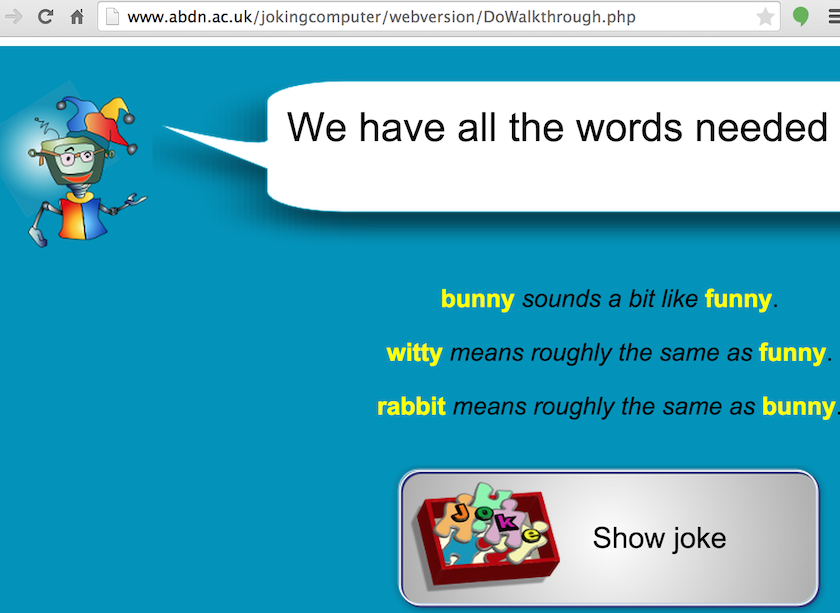 www.abdn.ac.uk/jokingcomputer/webversion/DoWalkthrough.php
We have all the words needed
bunny sounds a bit like funny.
witty means roughly the same as funny.
rabbit means roughly the same as bunny.
Joke
Show joke